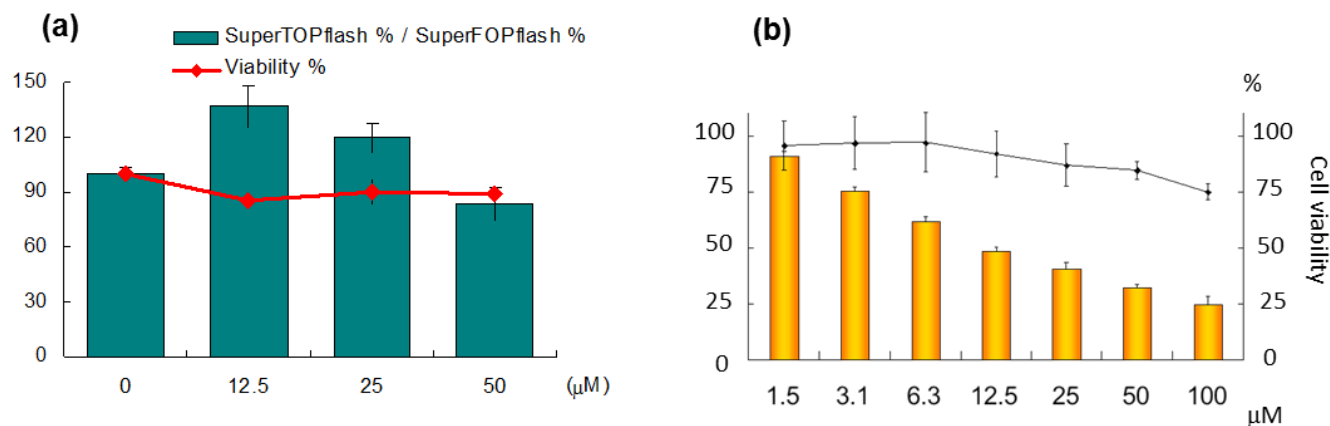 (a)
SuperTOPflash % / SuperFOPflash %
Viability %
150
120
90
60
30
0
0 12.5 25 50 (μM)
(b)
%
100
75
50
25
0
100
75
50
25
0
Cell viability
1.5 3.1 6.3 12.5 25 50 100
μM